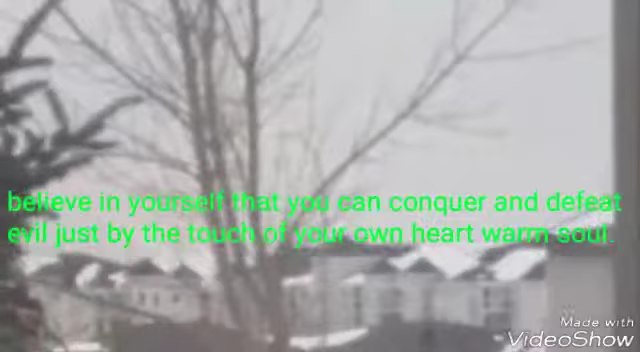 believe in yourself that you can conquer and defeat
evil just by the touch of your own heart warm soul.
Made with
VideoShow